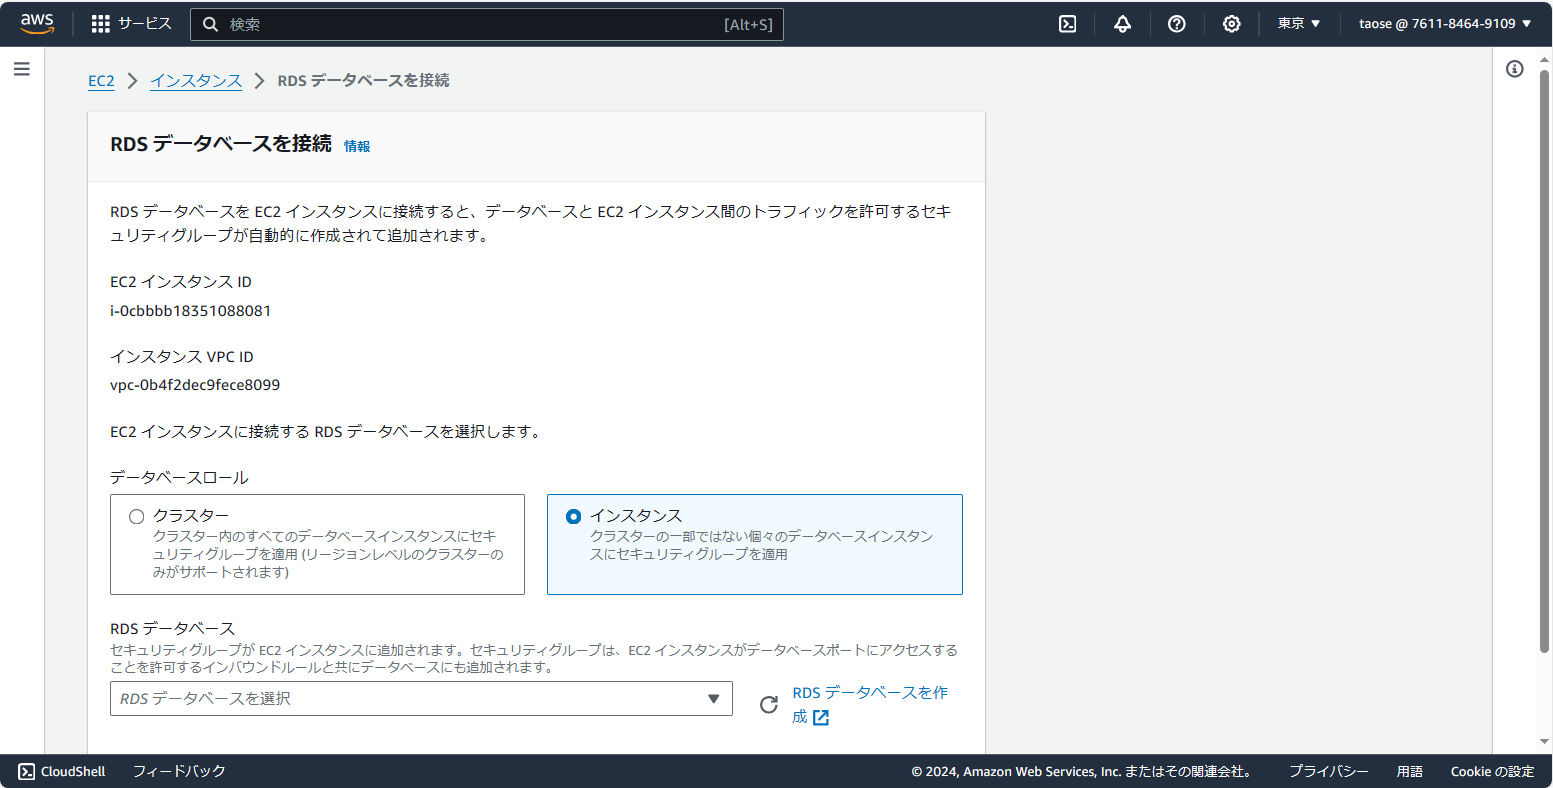 aws サービス 検索 [Alt+S] 東京 ▼ taose @ 7611-8464-9109 ▼
EC2 > インスタンス > RDS データベースを接続
RDS データベースを接続 情報
RDS データベースを EC2 インスタンスに接続すると、データベースと EC2 インスタンス間のトラフィックを許可するセキ
ュリティグループが自動的に作成されて追加されます。
EC2 インスタンス ID
i-0cbbbb18351088081
インスタンス VPC ID
vpc-0b4f2dec9fece8099
EC2 インスタンスに接続する RDS データベースを選択します。
データベースロール
クラスター
クラスター内のすべてのデータベースインスタンスにセキ
ュリティグループを適用 (リージョンレベルのクラスターの
みがサポートされます)
インスタンス
クラスターの一部ではない個々のデータベースインスタン
スにセキュリティグループを適用
RDS データベース
セキュリティグループが EC2 インスタンスに追加されます。セキュリティグループは、EC2 インスタンスがデータベースポートにアクセスする
ことを許可するインバウンドルールと共にデータベースにも追加されます。
RDS データベースを選択
RDS データベースを作
成
CloudShell フィードバック © 2024, Amazon Web Services, Inc. またはその関連会社。 プライバシー 用語 Cookie の設定